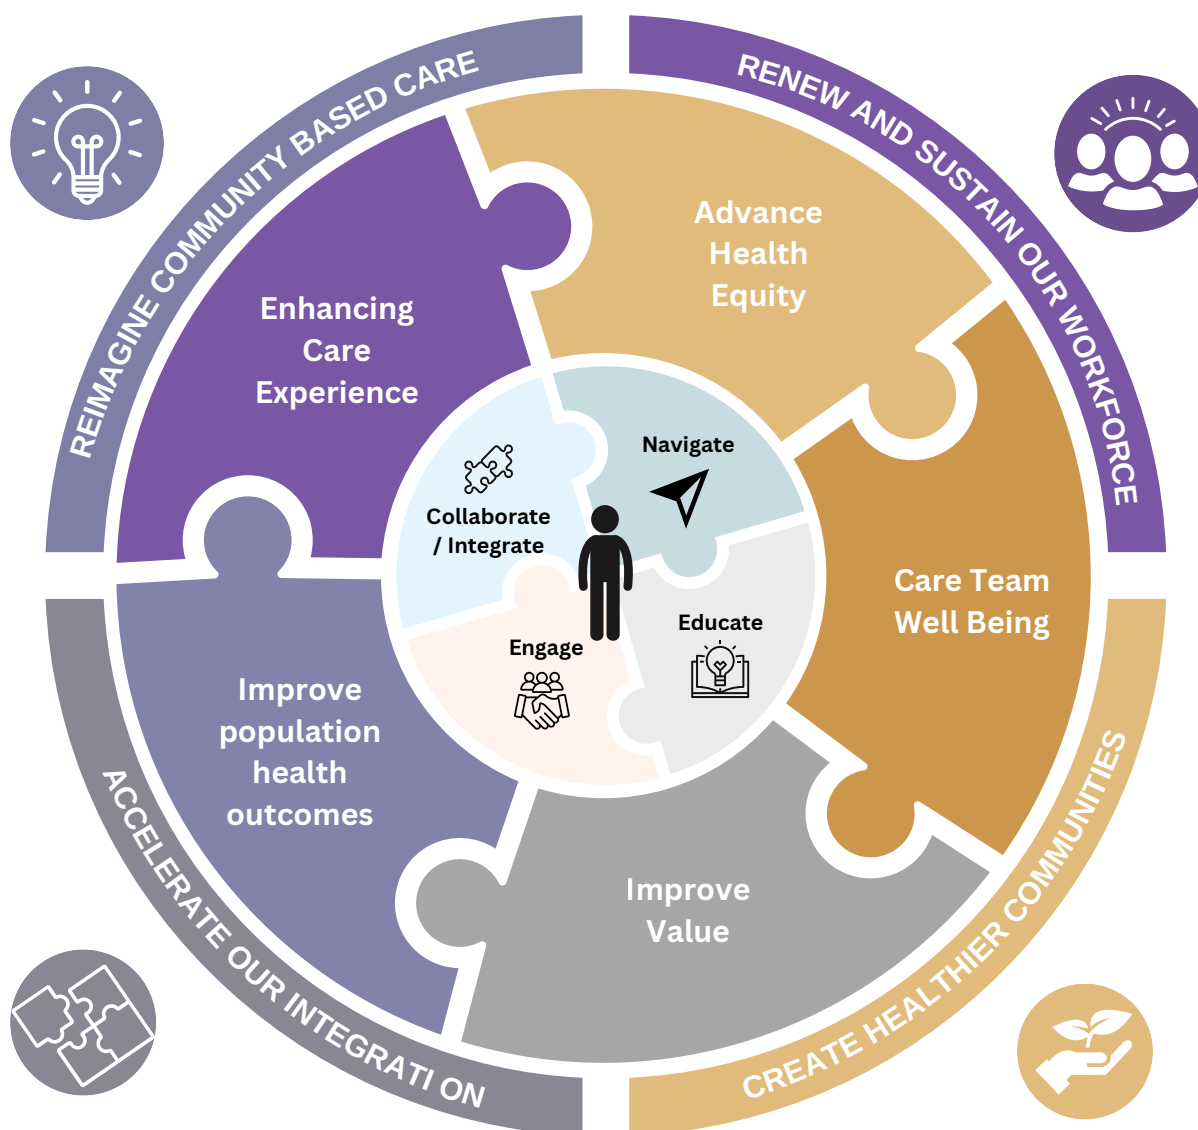 REIMAGINE COMMUNITY BASED CARE
RENEW AND SUSTAIN OUR WORKFORCE
Advance
Health
Equity
Enhancing
Care
Experience
Navigate
Collaborate
/ Integrate
Care Team
Well Being
Educate
Engage
Improve
population
health
outcomes
Improve
Value
ACCELERATE OUR INTEGRATI ON
CREATE HEALTHIER COMMUNITIES